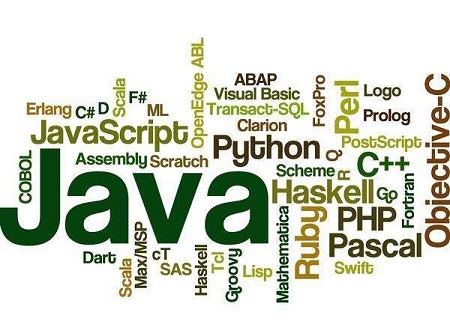 OpenEdge ABL
ABAP
Visual Basic
Transact-SQL
Clarion
FoxPro
Perl
Logo
Prolog
PostScript
Objective-C
Erlang
C#
D
Scala
F#
ML
JavaScript
Python
Q
R
C++
COBOL
Assembly
Scratch
Scheme
Haskell
Go
Fortran
Java
Mathematica
Ruby
PHP
Pascal
Dart
Scala
Max/MSP
cT
SAS
Haskell
Tcl
Groovy
Lisp
Swift